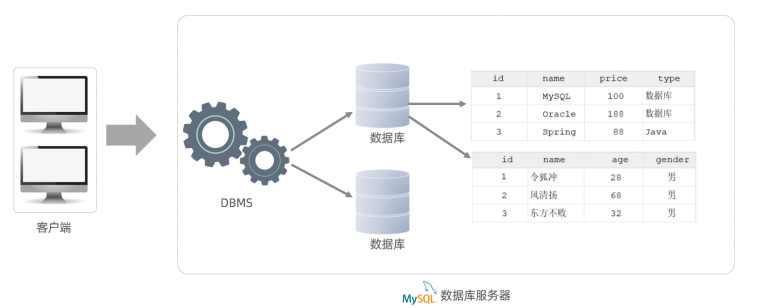 id name price type
1 MySQL 100 数据库
2 Oracle 188 数据库
3 Spring 88 Java
数据库
id name age gender
1 令狐冲 28 男
2 风清扬 68 男
3 东方不败 32 男
DBMS
客户端
数据库
MySQL 数据库服务器